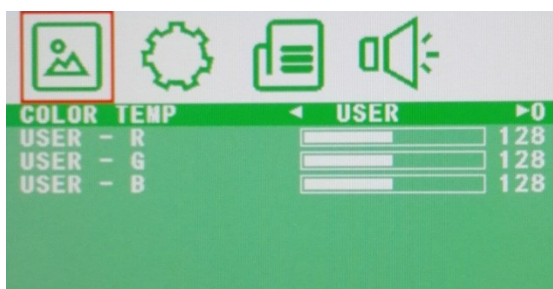 COLOR TEMP ◄ USER ►0
USER - R 128
USER - G 128
USER - B 128